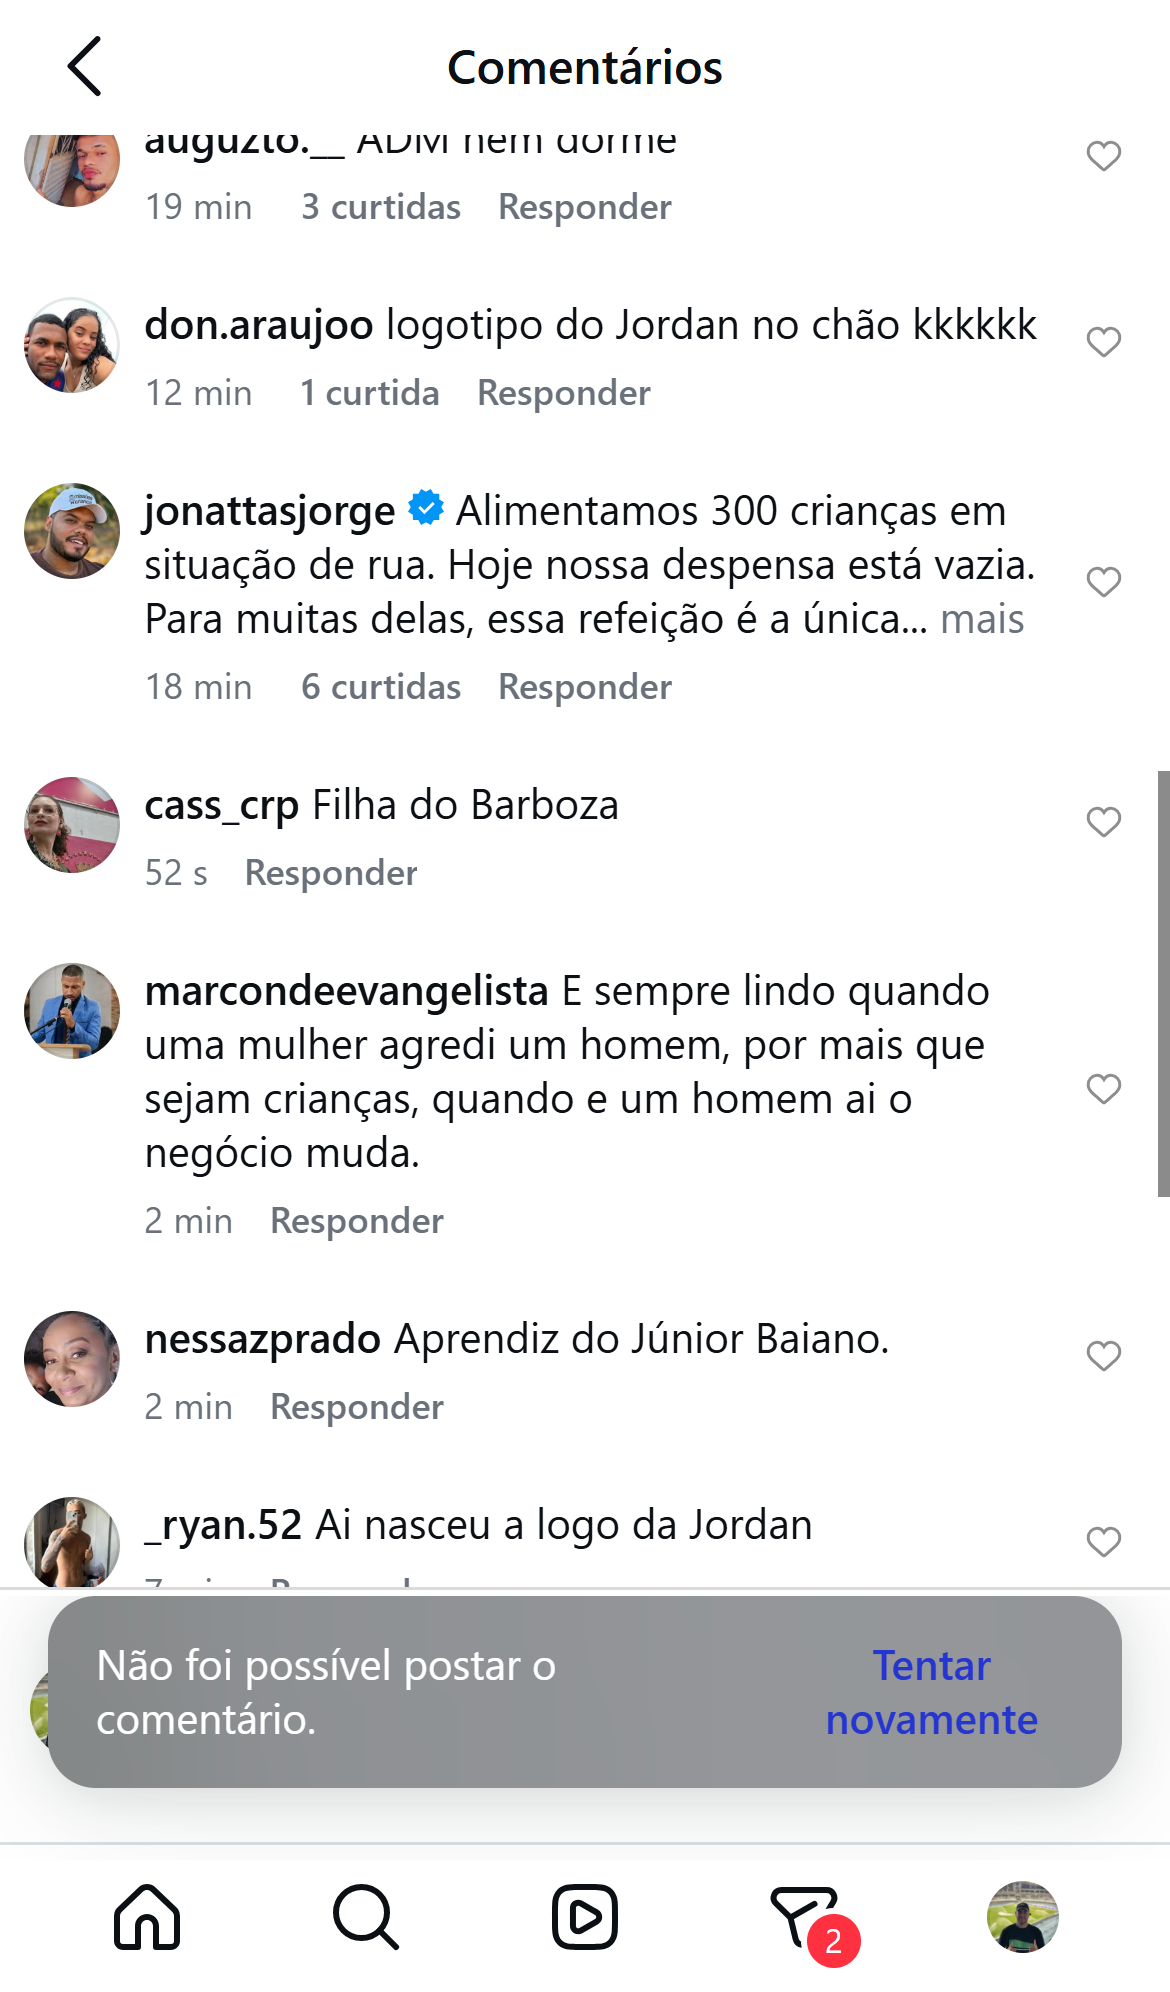 Comentários
auguzto.__ ADM nem dorme
19 min 3 curtidas Responder
don.araujoo logotipo do Jordan no chão kkkkkk
12 min 1 curtida Responder
jonattasjorge Alimentamos 300 crianças em
situação de rua. Hoje nossa despensa está vazia.
Para muitas delas, essa refeição é a única... mais
18 min 6 curtidas Responder
cass_crp Filha do Barboza
52 s Responder
marcondeevangelista E sempre lindo quando
uma mulher agredi um homem, por mais que
sejam crianças, quando e um homem ai o
negócio muda.
2 min Responder
nessazprado Aprendiz do Júnior Baiano.
2 min Responder
_ryan.52 Ai nasceu a logo da Jordan
Não foi possível postar o
comentário.
Tentar
novamente
2